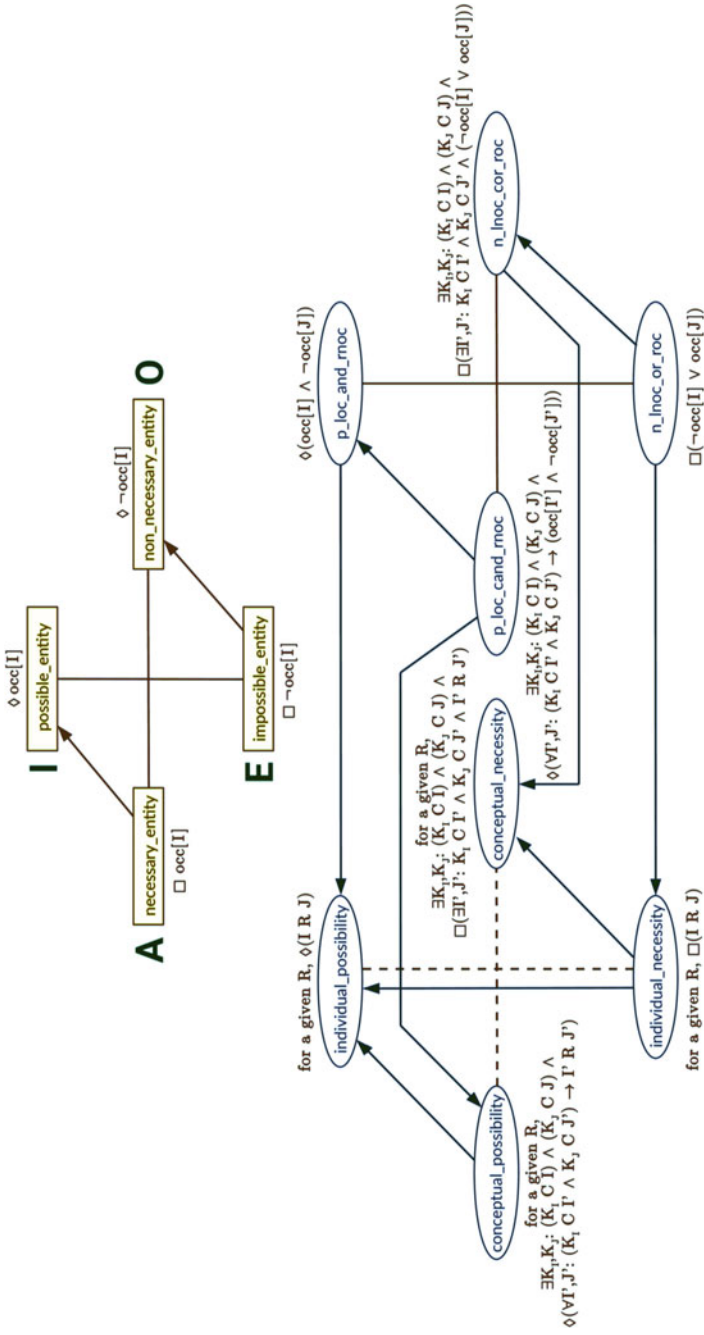 ◊ occ[I]
I
possible_entity
◊ ¬occ[I]
necessary_entity
non_necessary_entity
A
O
□ occ[I]
impossible_entity
E
□ ¬occ[I]
for a given R, ◊(I R J)
individual_possibility
◊(occ[I] ∧ ¬occ[J])
p_loc_and_rnoc
conceptual_possibility
for a given R,
∃K_I,K_J: (K_I C I) ∧ (K_J C J) ∧
◊(∀I',J': (K_I C I' ∧ K_J C J') → I' R J')
for a given R,
∃K_I,K_J: (K_I C I) ∧ (K_J C J) ∧
□(∃I',J': K_I C I' ∧ K_J C J' ∧ I' R J')
conceptual_necessity
p_loc_cand_rnoc
∃K_I,K_J: (K_I C I) ∧ (K_J C J) ∧
◊(∀I',J': (K_I C I' ∧ K_J C J') → (occ[I'] ∧ ¬occ[J']))
∃K_I,K_J: (K_I C I) ∧ (K_J C J) ∧
□(∃I',J': K_I C I' ∧ K_J C J' ∧ (¬occ[I] ∨ occ[J]))
n_lnoc_cor_roc
individual_necessity
for a given R, □(I R J)
n_lnoc_or_roc
□(¬occ[I] ∨ occ[J])